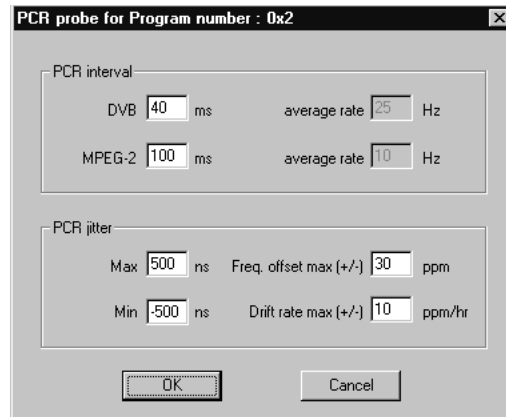 PCR probe for Program number : 0x2
PCR interval
DVB 40 ms average rate 25 Hz
MPEG-2 100 ms average rate 10 Hz
PCR jitter
Max 500 ns Freq. offset max (+/-) 30 ppm
Min -500 ns Drift rate max (+/-) 10 ppm/hr
OK Cancel